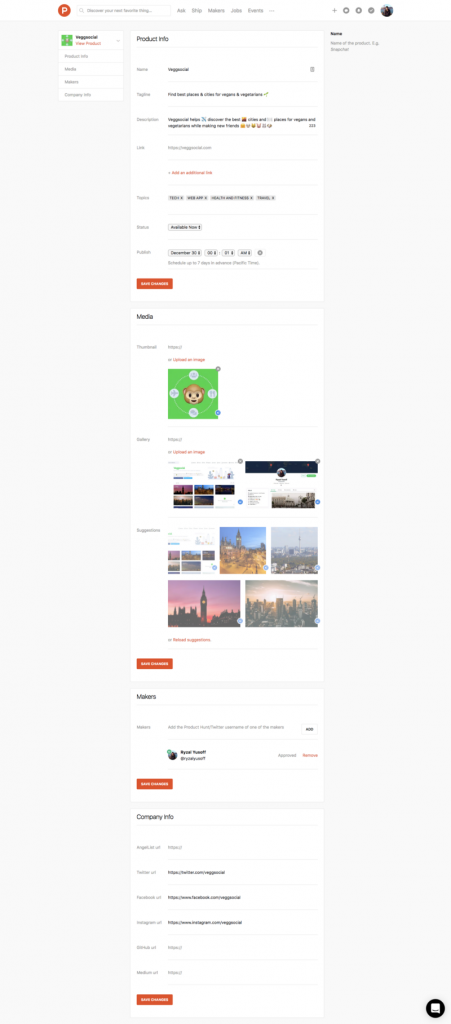 P
Discover your next favorite thing...
Ask Ship Makers Jobs Events
Veggsocial
View Product
Product Info
Media
Makers
Company Info
Product Info
Name Veggsocial
Tagline Find best places & cities for vegans & vegetarians 🌱
Description Veggsocial helps ✈️ discover the best 🌇 cities and 🍽 places for vegans and
vegetarians while making new friends
223
Link https://veggsocial.com
+ Add an additional link
Topics TECH X WEB APP X HEALTH AND FITNESS X TRAVEL X
Status Available Now
Publish December 30 00 : 01 AM
Schedule up to 7 days in advance (Pacific Time).
SAVE CHANGES
Name
Name of the product. E.g.
Snapchat
Media
Thumbnail https://
or Upload an image
Gallery https://
or Upload an image
Suggestions
or Reload suggestions.
SAVE CHANGES
Makers
Makers Add the Product Hunt/Twitter username of one of the makers ADD
Ryzal Yusoff
@ryzalyusoff
Approved Remove
SAVE CHANGES
Company Info
AngelList url https://
Twitter url https://twitter.com/veggsocial
Facebook url https://www.facebook.com/veggsocial
Instagram url https://www.instagram.com/veggsocial
GitHub url https://
Medium url https://
SAVE CHANGES